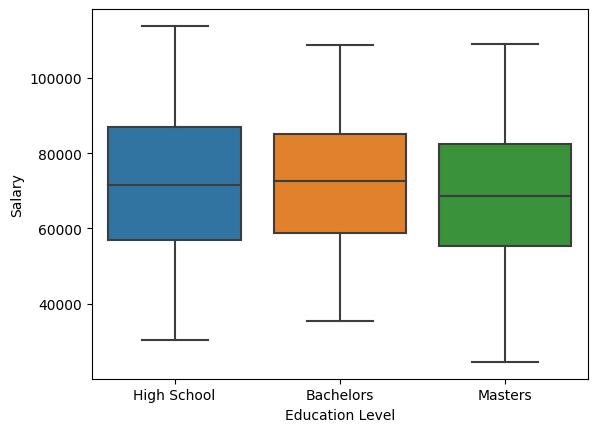 100000
80000
60000
40000
Salary
High School
Bachelors
Masters
Education Level